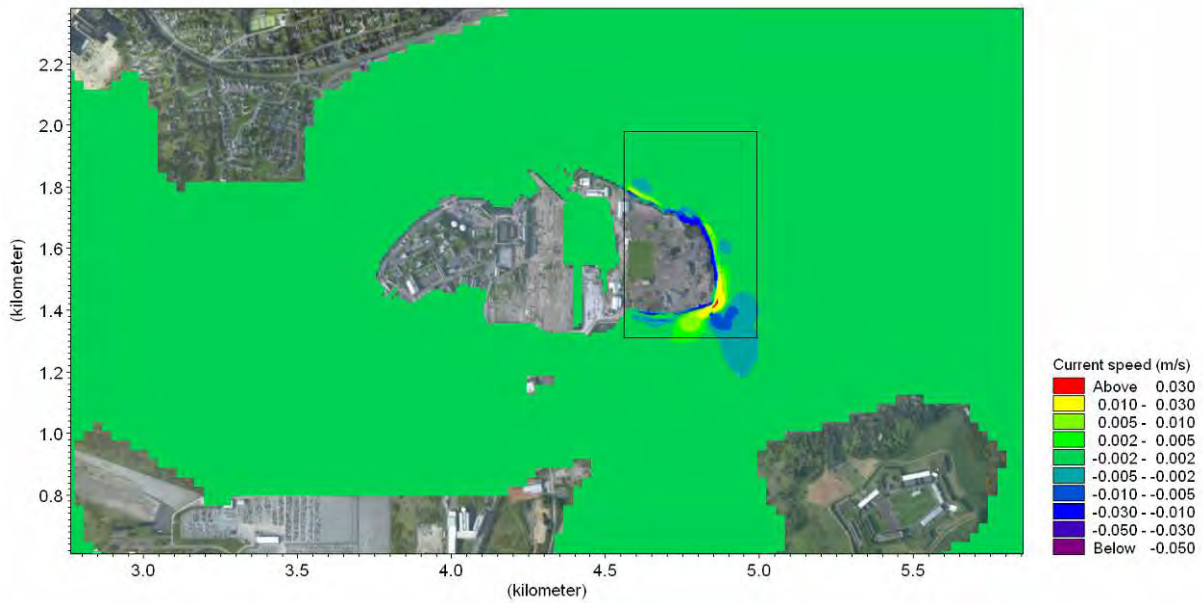 2.2
2.0
1.8
1.6
1.4
1.2
1.0
0.8
(kilometer)
3.0 3.5 4.0 4.5 5.0 5.5
(kilometer)
Current speed (m/s)
Above 0.030
0.010 - 0.030
0.005 - 0.010
0.002 - 0.005
-0.002 - 0.002
-0.005 - -0.002
-0.010 - -0.005
-0.030 - -0.010
-0.050 - -0.030
Below -0.050